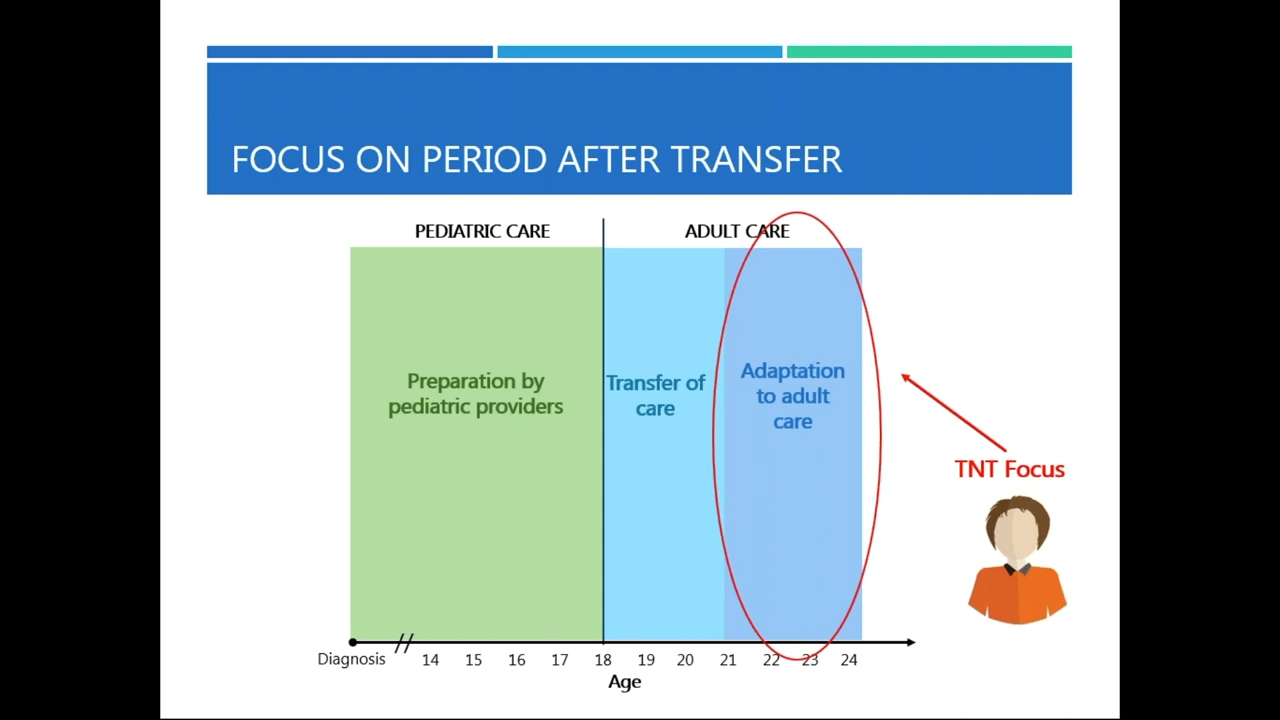 FOCUS ON PERIOD AFTER TRANSFER
PEDIATRIC CARE
ADULT CARE
Preparation by
pediatric providers
Transfer of
care
Adaptation
to adult
care
TNT Focus
Diagnosis 14 15 16 17 18 19 20 21 22 23 24
Age